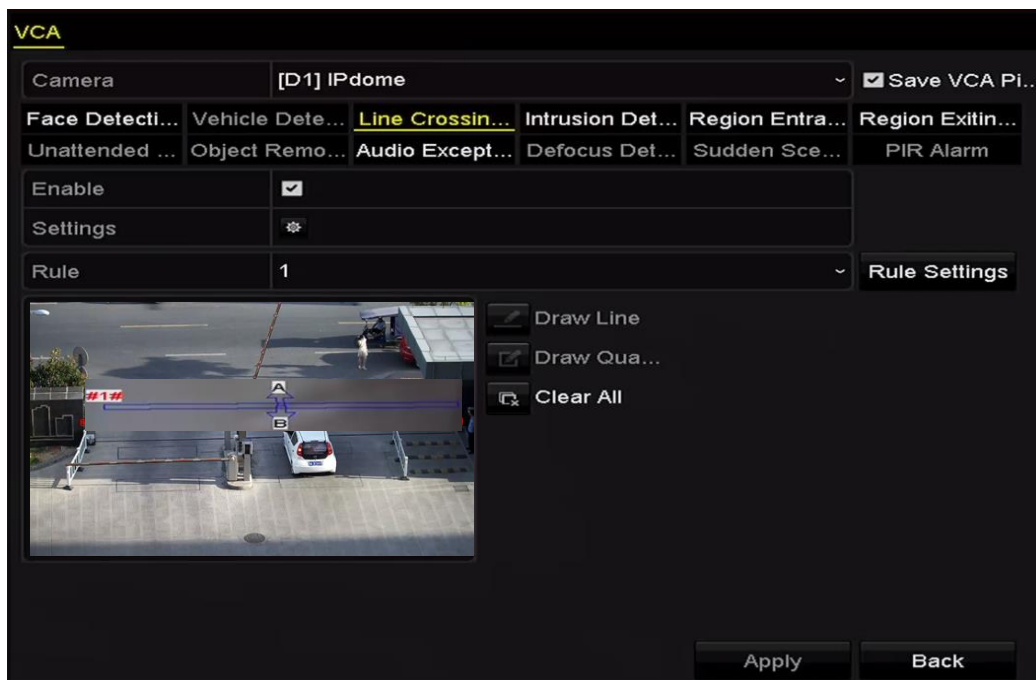 VCA
Camera [D1] IPdome Save VCA Pi...
Face Detecti... Vehicle Dete... Line Crossin... Intrusion Det... Region Entra... Region Exitin...
Unattended ... Object Remo... Audio Except... Defocus Det... Sudden Sce... PIR Alarm
Enable
Settings
Rule 1 Rule Settings
Draw Line
Draw Qua...
Clear All
A
#1#
B
Apply Back